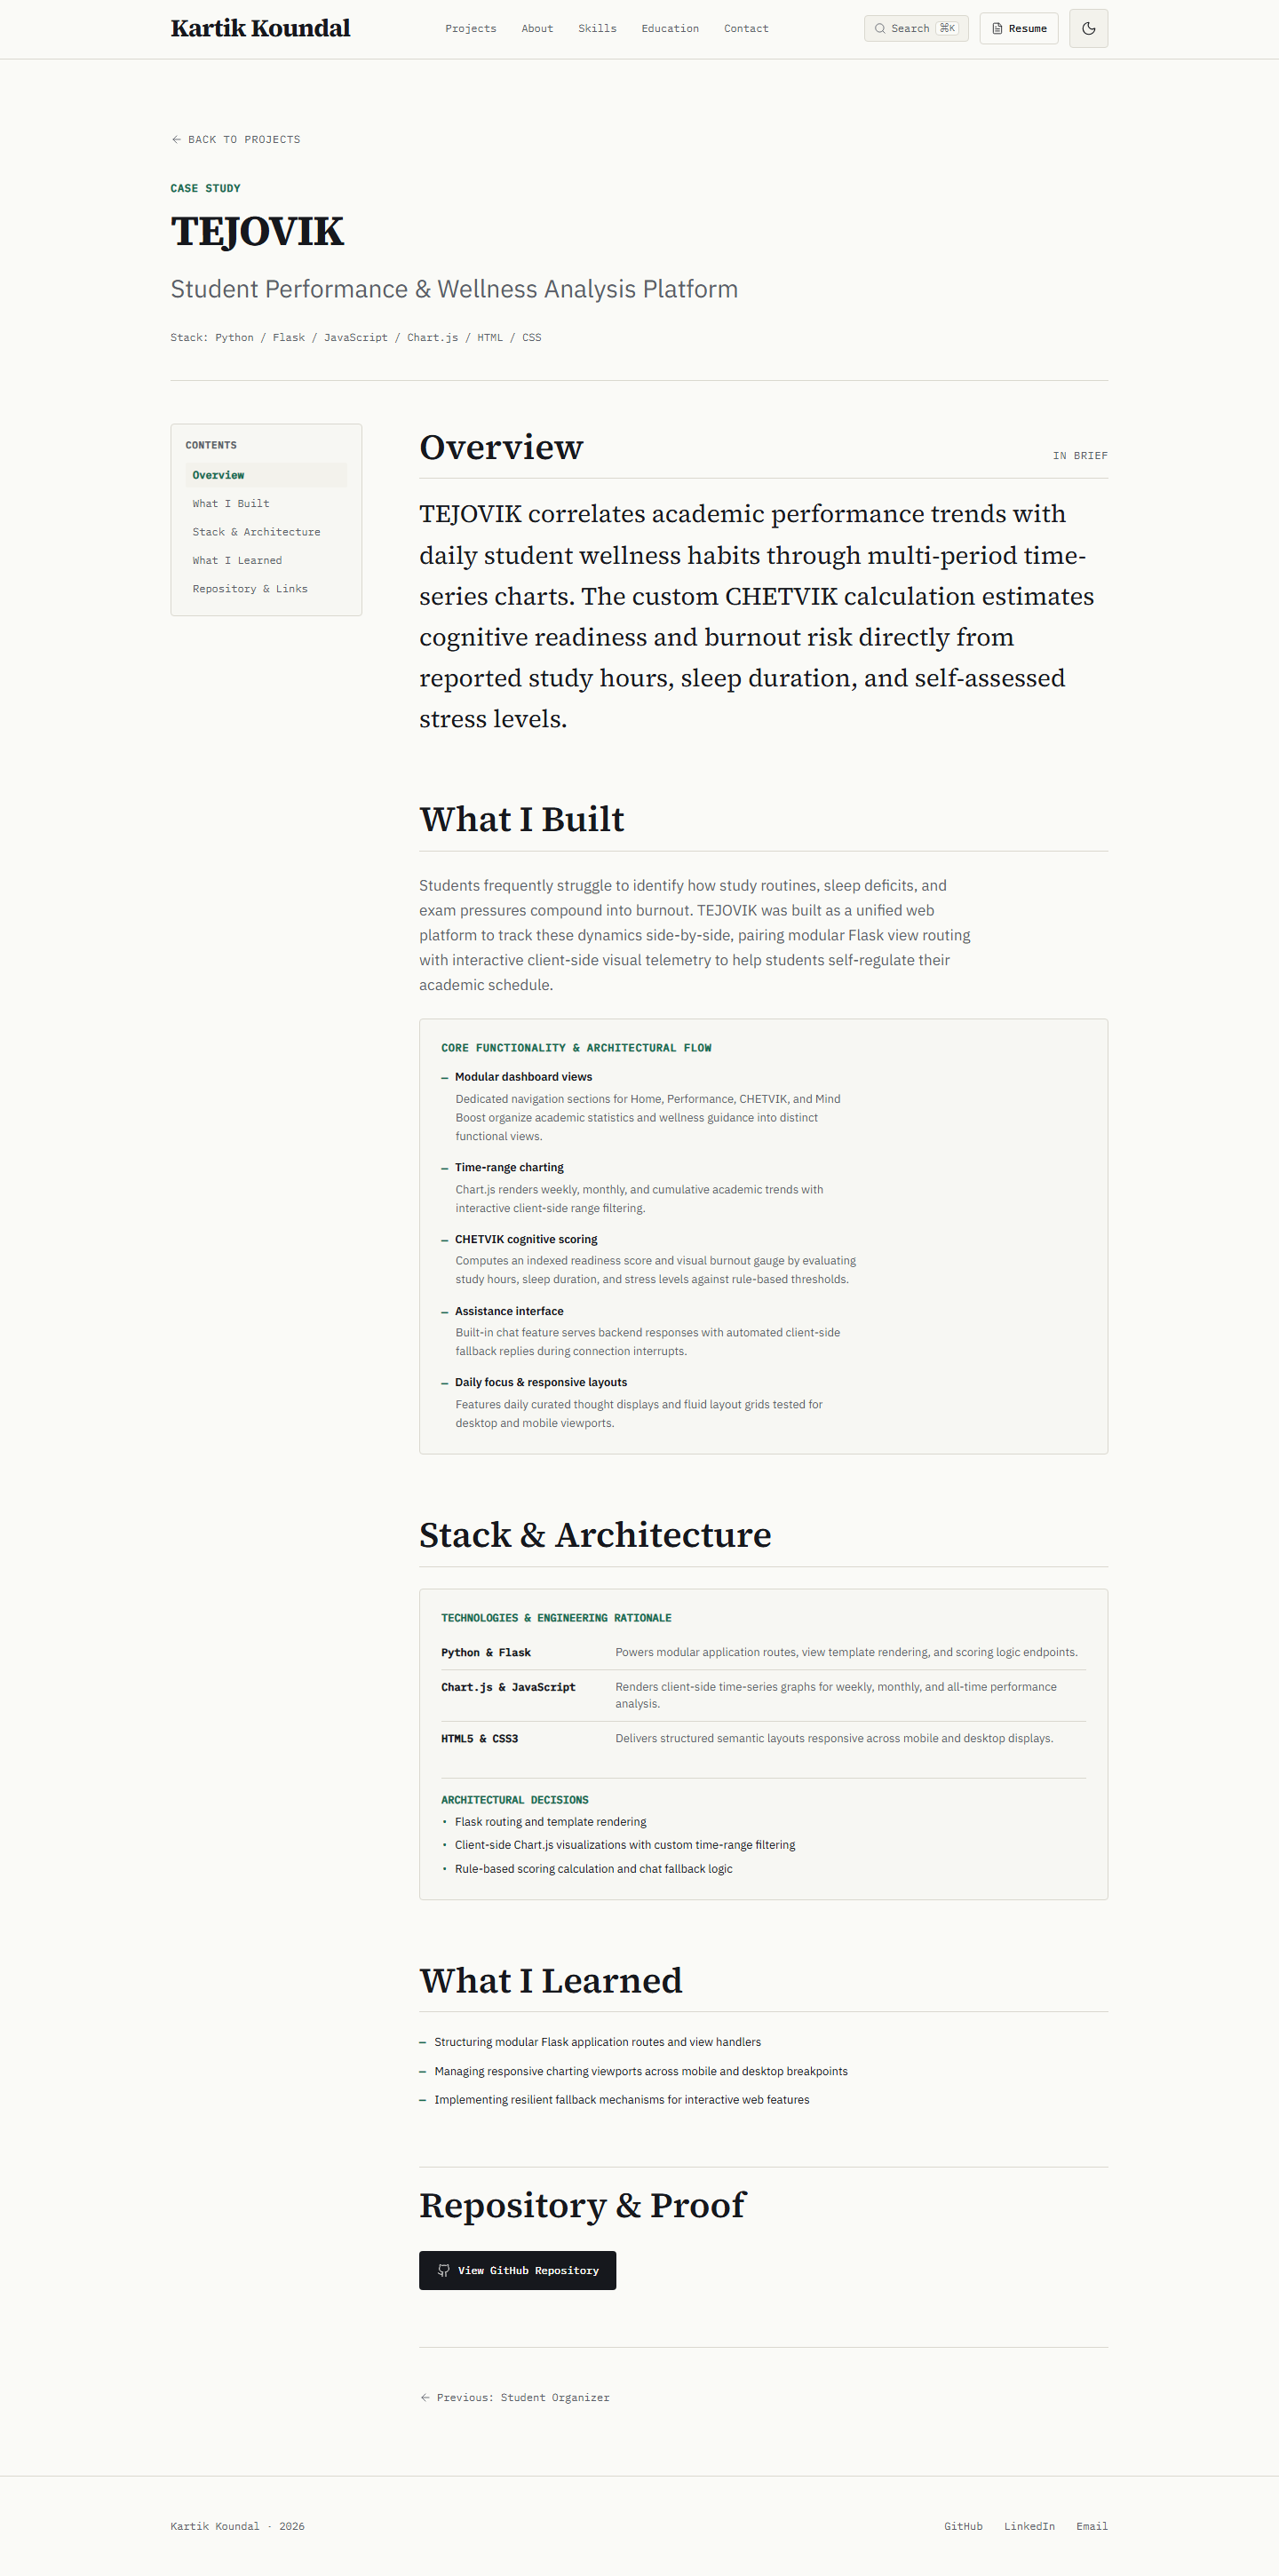 Kartik Koundal
Projects About Skills Education Contact
Search ⌘K Resume
← BACK TO PROJECTS
CASE STUDY
TEJOVIK
Student Performance & Wellness Analysis Platform
Stack: Python / Flask / JavaScript / Chart.js / HTML / CSS
CONTENTS
Overview
What I Built
Stack & Architecture
What I Learned
Repository & Links
Overview
IN BRIEF
TEJOVIK correlates academic performance trends with
daily student wellness habits through multi-period time-
series charts. The custom CHETVIK calculation estimates
cognitive readiness and burnout risk directly from
reported study hours, sleep duration, and self-assessed
stress levels.
What I Built
Students frequently struggle to identify how study routines, sleep deficits, and
exam pressures compound into burnout. TEJOVIK was built as a unified web
platform to track these dynamics side-by-side, pairing modular Flask view routing
with interactive client-side visual telemetry to help students self-regulate their
academic schedule.
CORE FUNCTIONALITY & ARCHITECTURAL FLOW
— Modular dashboard views
Dedicated navigation sections for Home, Performance, CHETVIK, and Mind
Boost organize academic statistics and wellness guidance into distinct
functional views.
— Time-range charting
Chart.js renders weekly, monthly, and cumulative academic trends with
interactive client-side range filtering.
— CHETVIK cognitive scoring
Computes an indexed readiness score and visual burnout gauge by evaluating
study hours, sleep duration, and stress levels against rule-based thresholds.
— Assistance interface
Built-in chat feature serves backend responses with automated client-side
fallback replies during connection interrupts.
— Daily focus & responsive layouts
Features daily curated thought displays and fluid layout grids tested for
desktop and mobile viewports.
Stack & Architecture
TECHNOLOGIES & ENGINEERING RATIONALE
Python & Flask Powers modular application routes, view template rendering, and scoring logic endpoints.
Chart.js & JavaScript Renders client-side time-series graphs for weekly, monthly, and all-time performance
analysis.
HTML5 & CSS3 Delivers structured semantic layouts responsive across mobile and desktop displays.
ARCHITECTURAL DECISIONS
• Flask routing and template rendering
• Client-side Chart.js visualizations with custom time-range filtering
• Rule-based scoring calculation and chat fallback logic
What I Learned
— Structuring modular Flask application routes and view handlers
— Managing responsive charting viewports across mobile and desktop breakpoints
— Implementing resilient fallback mechanisms for interactive web features
Repository & Proof
View GitHub Repository
← Previous: Student Organizer
Kartik Koundal · 2026
GitHub LinkedIn Email